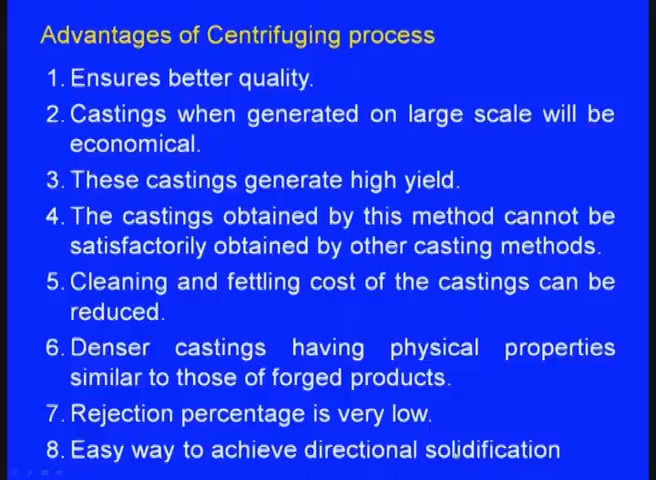 Advantages of Centrifuging process
1. Ensures better quality.
2. Castings when generated on large scale will be
economical.
3. These castings generate high yield.
4. The castings obtained by this method cannot be
satisfactorily obtained by other casting methods.
5. Cleaning and fettling cost of the castings can be
reduced.
6. Denser castings having physical properties
similar to those of forged products.
7. Rejection percentage is very low.
8. Easy way to achieve directional solidification